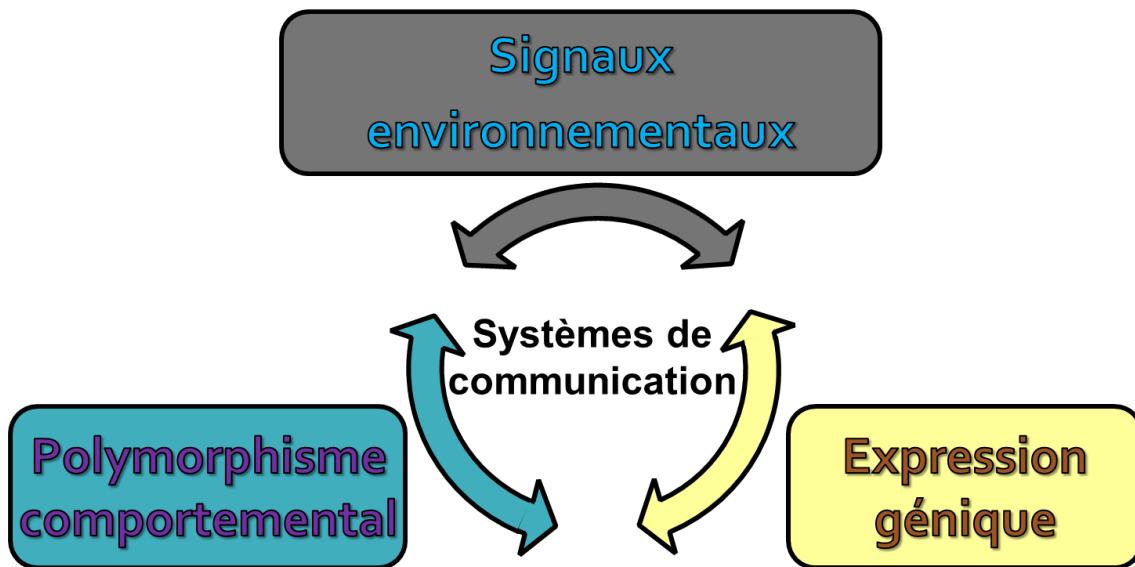 Signaux
environnementaux
Systèmes de
communication
Polymorphisme
comportemental
Expression
génique